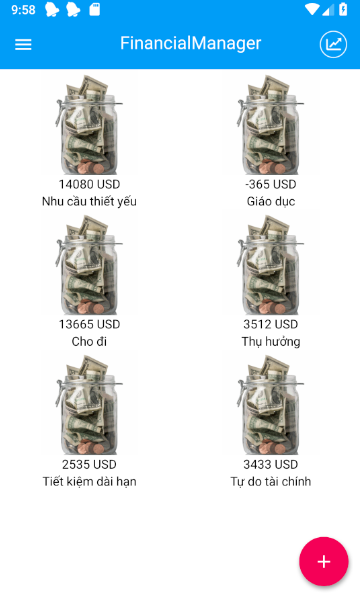 9:58
FinancialManager
14080 USD
Nhu cầu thiết yếu
-365 USD
Giáo dục
13665 USD
Cho đi
3512 USD
Thụ hưởng
2535 USD
Tiết kiệm dài hạn
3433 USD
Tự do tài chính